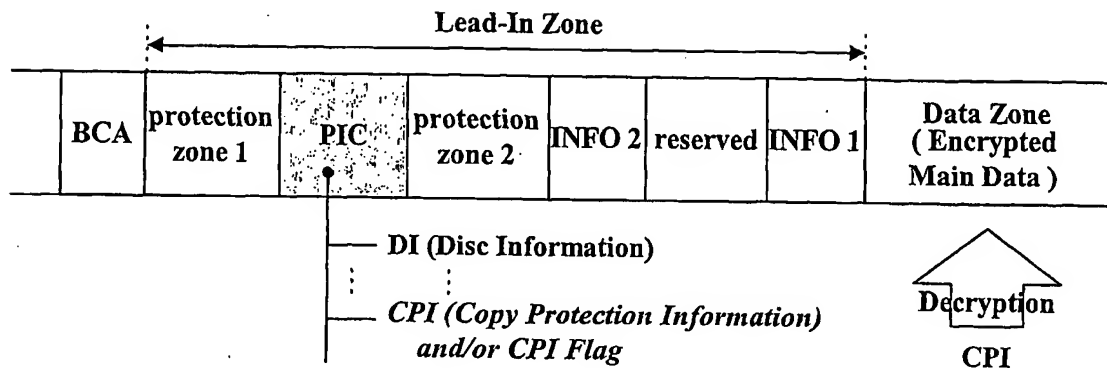 Lead-In Zone
BCA
protection
zone 1
PIC
protection
zone 2
INFO 2
reserved
INFO 1
Data Zone
( Encrypted
Main Data )
DI (Disc Information)
CPI (Copy Protection Information)
and/or CPI Flag
Decryption
CPI